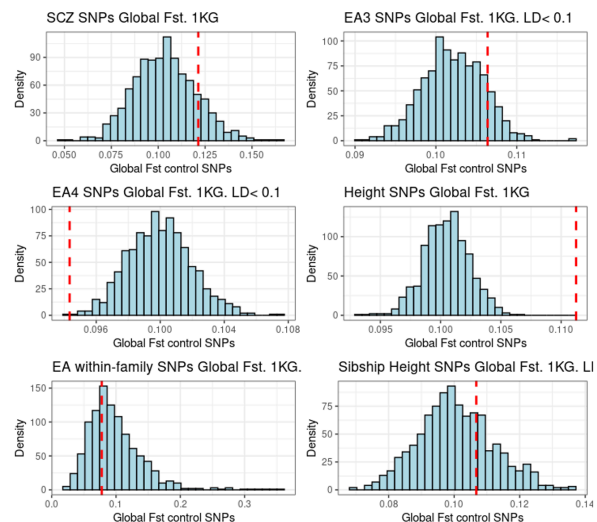 SCZ SNPs Global Fst. 1KG
Density
90
60
30
0
0.050 0.075 0.100 0.125 0.150
Global Fst control SNPs
EA3 SNPs Global Fst. 1KG. LD< 0.1
Density
100
75
50
25
0
0.09 0.10 0.11
Global Fst control SNPs
EA4 SNPs Global Fst. 1KG. LD< 0.1
Density
100
75
50
25
0
0.096 0.100 0.104 0.108
Global Fst control SNPs
Height SNPs Global Fst. 1KG
Density
100
50
0
0.095 0.100 0.105 0.110
Global Fst control SNPs
EA within-family SNPs Global Fst. 1KG.
Density
150
100
50
0
0.0 0.1 0.2 0.3
Global Fst control SNPs
Sibship Height SNPs Global Fst. 1KG. LI
Density
75
50
25
0
0.08 0.10 0.12 0.14
Global Fst control SNPs